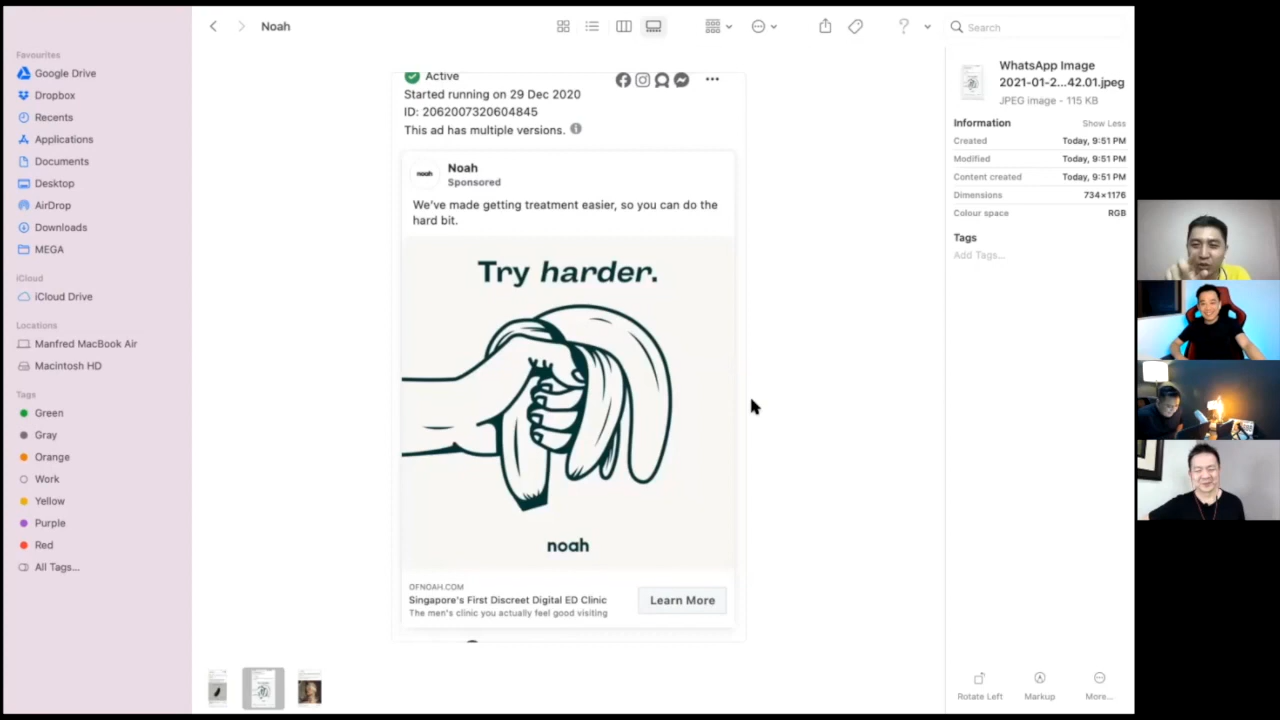 Noah
Search
Favourites
Google Drive
Dropbox
Recents
Applications
Documents
Desktop
AirDrop
Downloads
MEGA
iCloud
iCloud Drive
Locations
Manfred MacBook Air
Macintosh HD
Tags
Green
Gray
Orange
Work
Yellow
Purple
Red
All Tags...
Active
Started running on 29 Dec 2020
ID: 2062007320604845
This ad has multiple versions.
noah
Noah
Sponsored
We've made getting treatment easier, so you can do the
hard bit.
Try harder.
noah
OFNOAH.COM
Singapore's First Discreet Digital ED Clinic
The men's clinic you actually feel good visiting
Learn More
WhatsApp Image
2021-01-2...42.01.jpeg
JPEG image - 115 KB
Information Show Less
Created Today, 9:51 PM
Modified Today, 9:51 PM
Content created Today, 9:51 PM
Dimensions 734×1176
Colour space RGB
Tags
Add Tags...
Rotate Left
Markup
More...